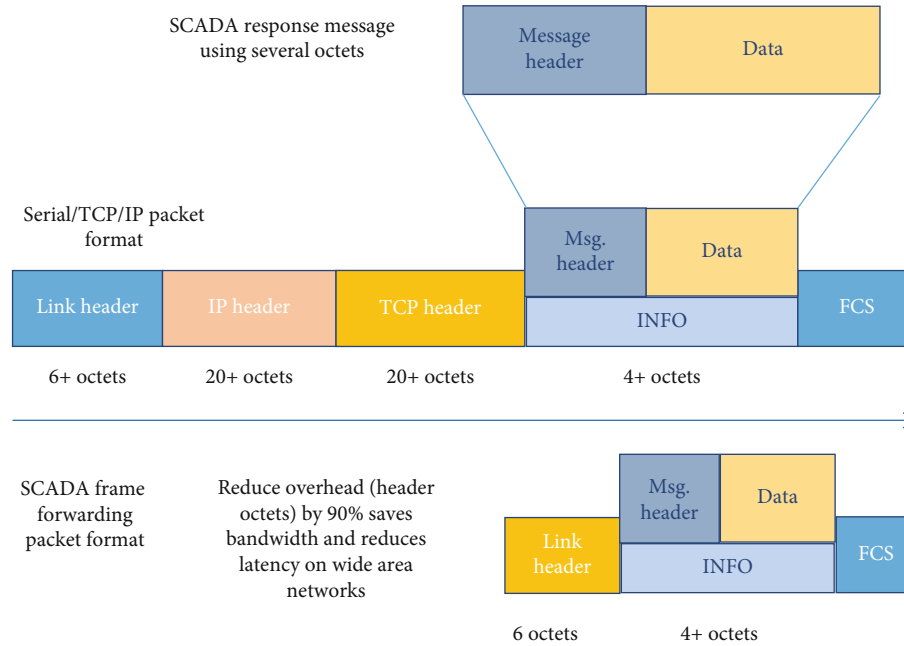 SCADA response message
using several octets
Message
header
Data
Serial/TCP/IP packet
format
Msg.
header
Data
Link header
IP header
TCP header
INFO
FCS
6+ octets
20+ octets
20+ octets
4+ octets
SCADA frame
forwarding
packet format
Reduce overhead (header
octets) by 90% saves
bandwidth and reduces
latency on wide area
networks
Msg.
header
Data
Link
header
INFO
FCS
6 octets
4+ octets